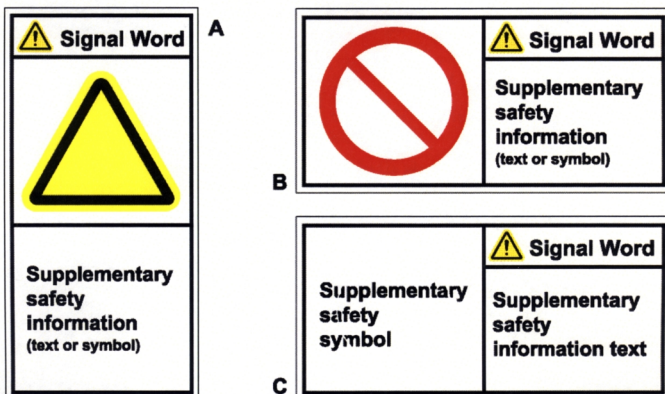 Signal Word
A
Supplementary
safety
information
(text or symbol)
B
Signal Word
Supplementary
safety
information
(text or symbol)
C
Supplementary
safety
symbol
Signal Word
Supplementary
safety
information text